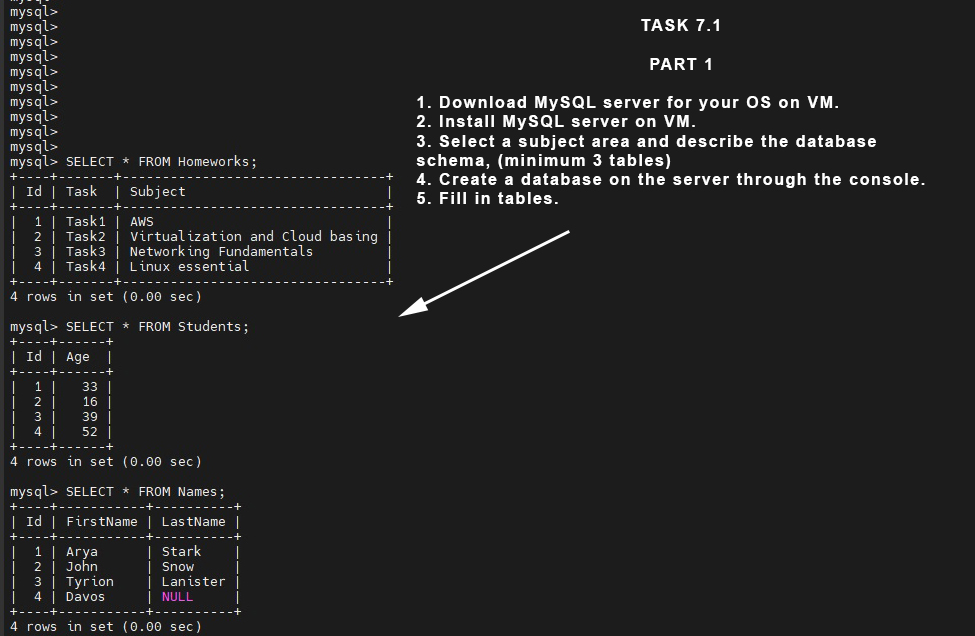 mysql>
mysql>
mysql>
mysql>
mysql>
mysql>
mysql>
mysql>
mysql>
mysql>
mysql> SELECT * FROM Homeworks;
+----+-------+---------------------------------+
| Id | Task  | Subject                         |
+----+-------+---------------------------------+
|  1 | Task1 | AWS                             |
|  2 | Task2 | Virtualization and Cloud basing |
|  3 | Task3 | Networking Fundamentals         |
|  4 | Task4 | Linux essential                 |
+----+-------+---------------------------------+
4 rows in set (0.00 sec)
mysql> SELECT * FROM Students;
+----+------+
| Id | Age  |
+----+------+
|  1 |   33 |
|  2 |   16 |
|  3 |   39 |
|  4 |   52 |
+----+------+
4 rows in set (0.00 sec)
mysql> SELECT * FROM Names;
+----+-----------+----------+
| Id | FirstName | LastName |
+----+-----------+----------+
|  1 | Arya      | Stark    |
|  2 | John      | Snow     |
|  3 | Tyrion    | Lanister |
|  4 | Davos     | NULL     |
+----+-----------+----------+
4 rows in set (0.00 sec)
TASK 7.1
PART 1
1. Download MySQL server for your OS on VM.
2. Install MySQL server on VM.
3. Select a subject area and describe the database
schema, (minimum 3 tables)
4. Create a database on the server through the console.
5. Fill in tables.